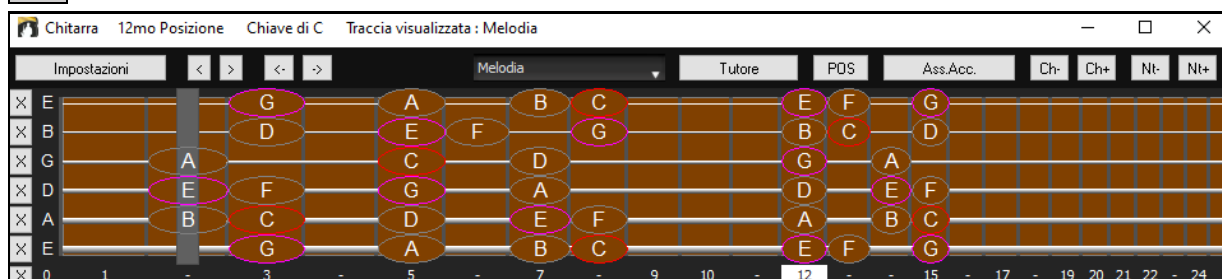 Chitarra 12mo Posizione Chiave di C Traccia visualizzata : Melodia
Impostazioni < > <- -> Melodia Tutore POS Ass.Acc. Ch- Ch+ Nt- Nt+
X E G A B C E F G
X B D E F G B C D
X G A C D G A
X D E F G A D E F
X A B C D E F A B C
X E G A B C E F G
X 0 1 - 3 - 5 - 7 - 9 10 - 12 - - 15 - 17 - 19 20 21 22 - 24